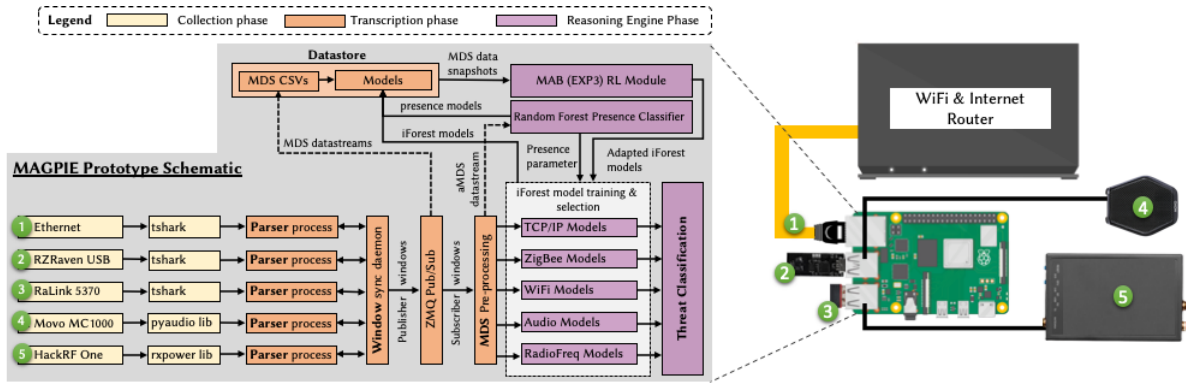 Legend
Collection phase
Transcription phase
Reasoning Engine Phase
Datastore
MDS CSVs
Models
MDS data
snapshots
MAB (EXP3) RL Module
presence models
Random Forest Presence Classifier
iForest models
MDS datastreams
aMDS
datastream
Presence
parameter
Adapted iForest
models
MAGPIE Prototype Schematic
iForest model training &
selection
1 Ethernet
tshark
Parser process
TCP/IP Models
2 RZRaven USB
tshark
Parser process
ZigBee Models
3 RaLink 5370
tshark
Parser process
WiFi Models
4 Movo MC1000
pyaudio lib
Parser process
Audio Models
5 HackRF One
rxpower lib
Parser process
RadioFreq Models
Window sync daemon
Publisher windows
ZMQ Pub/Sub
Subscriber windows
MDS Pre-processing
Threat Classification
WiFi & Internet
Router
1
2
3
4
5